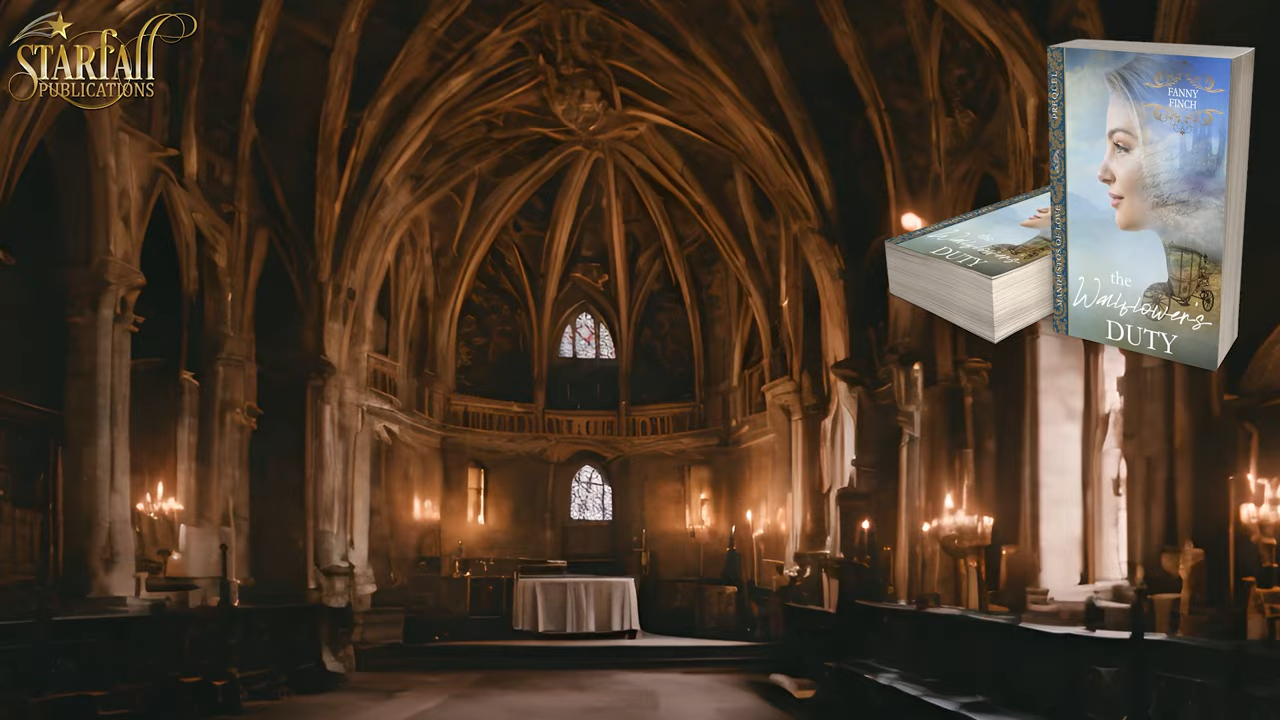 STARfall
PUBLICATIONS
PREQUEL
MANIFESTOS OF LOVE
FANNY
FINCH
the
Wallflower's
DUTY
the
Wallflower's
DUTY